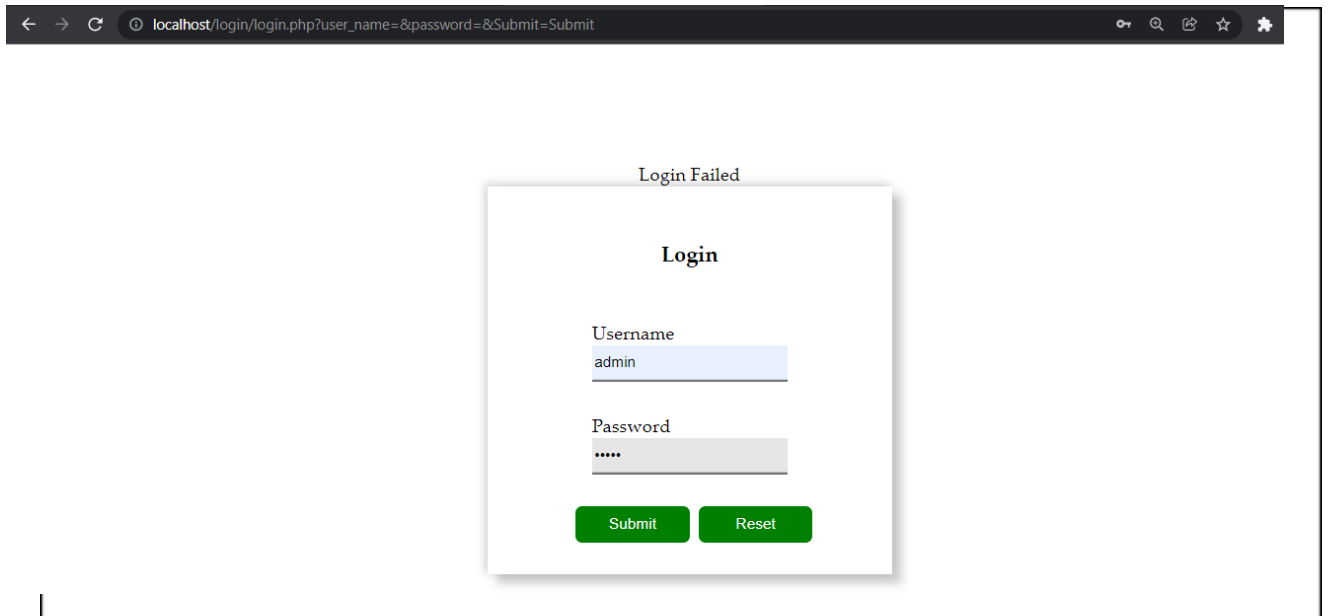 localhost/login/login.php?user_name=&password=&Submit=Submit
Login Failed
Login
Username
admin
Password
•••••
Submit Reset